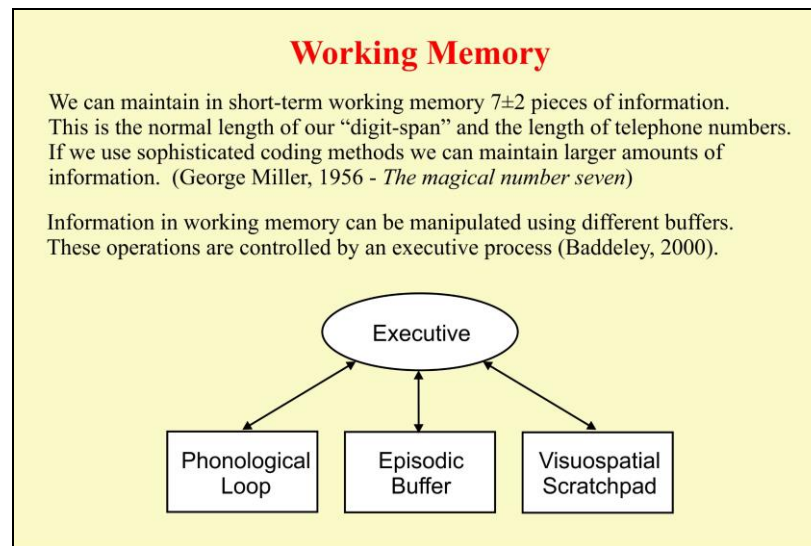 Working Memory
We can maintain in short-term working memory 7±2 pieces of information.
This is the normal length of our “digit-span” and the length of telephone numbers.
If we use sophisticated coding methods we can maintain larger amounts of
information.  (George Miller, 1956 - The magical number seven)
Information in working memory can be manipulated using different buffers.
These operations are controlled by an executive process (Baddeley, 2000).
Executive
Phonological
Loop
Episodic
Buffer
Visuospatial
Scratchpad